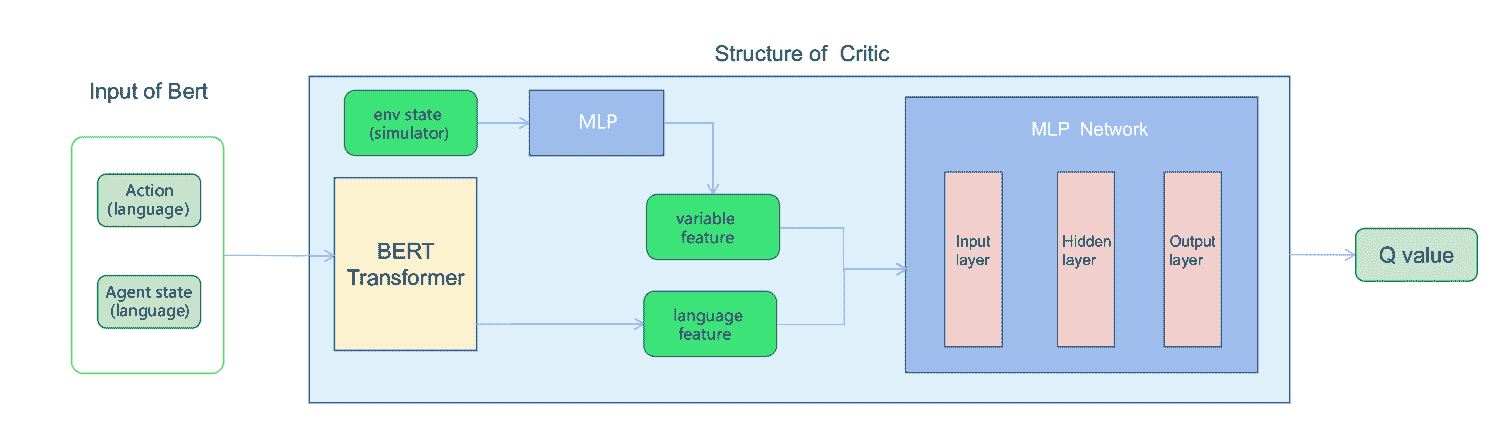 Structure of Critic
Input of Bert
Action
(language)
Agent state
(language)
env state
(simulator)
MLP
BERT
Transformer
variable
feature
language
feature
MLP Network
Input
layer
Hidden
layer
Output
layer
Q value